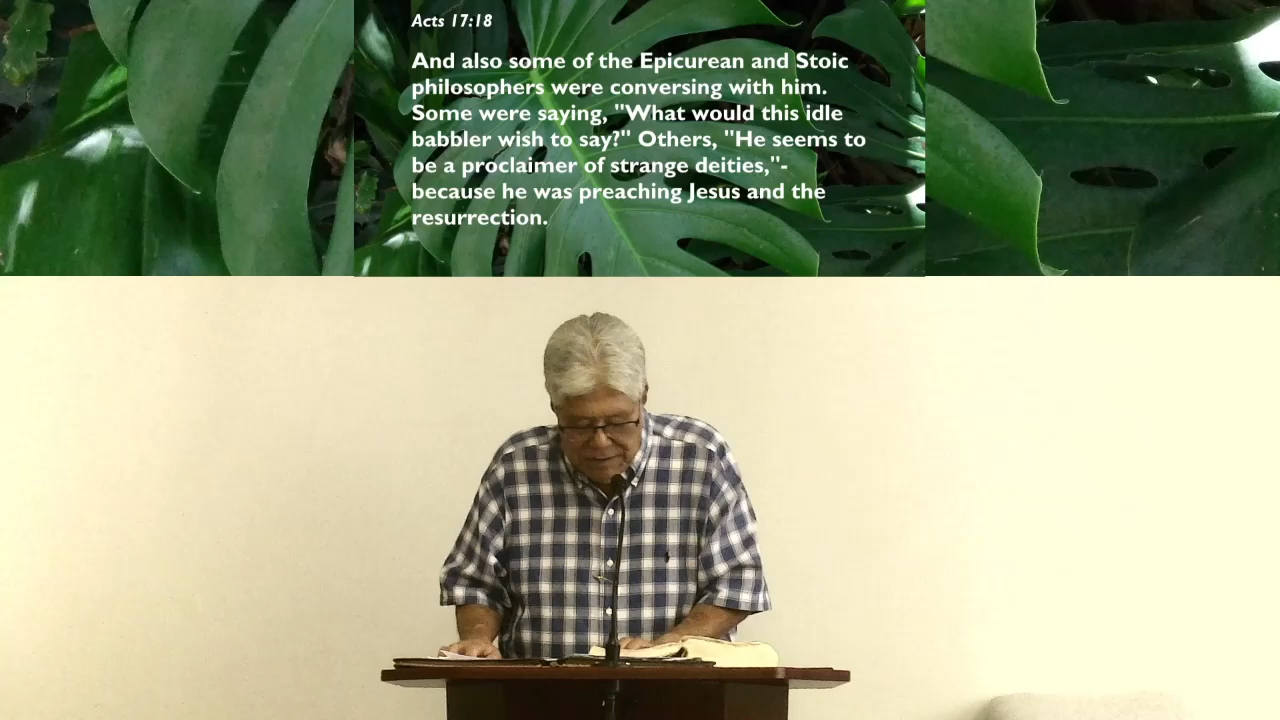 Acts 17:18
And also some of the Epicurean and Stoic
philosophers were conversing with him.
Some were saying, "What would this idle
babbler wish to say?" Others, "He seems to
be a proclaimer of strange deities,"-
because he was preaching Jesus and the
resurrection.